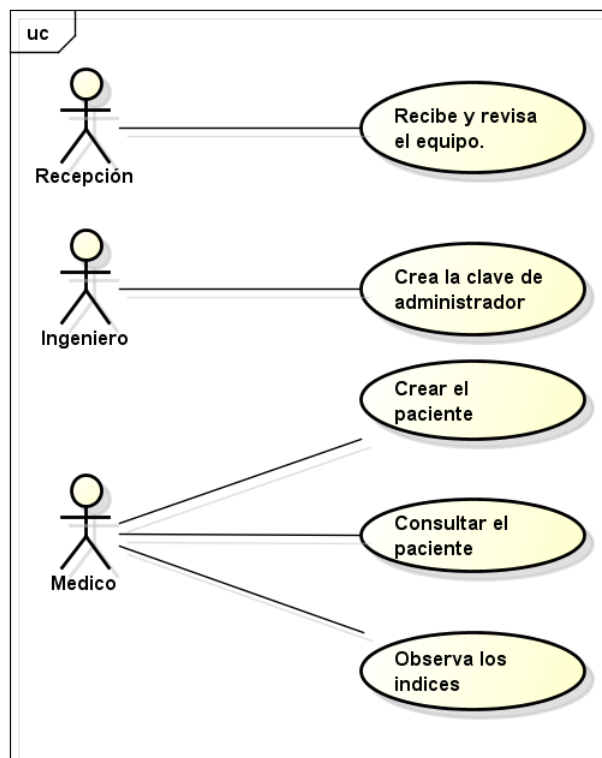 uc
Recibe y revisa
el equipo.
Recepción
Crea la clave de
administrador
Ingeniero
Crear el
paciente
Consultar el
paciente
Medico
Observa los
indices